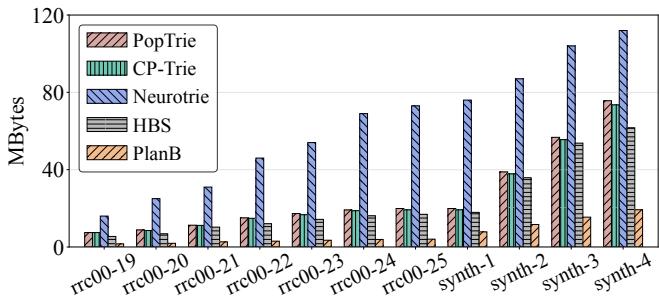 MBytes
120
80
40
0
PopTrie
CP-Trie
Neurotrie
HBS
PlanB
rrc00-19
rrc00-20
rrc00-21
rrc00-22
rrc00-23
rrc00-24
rrc00-25
synth-1
synth-2
synth-3
synth-4